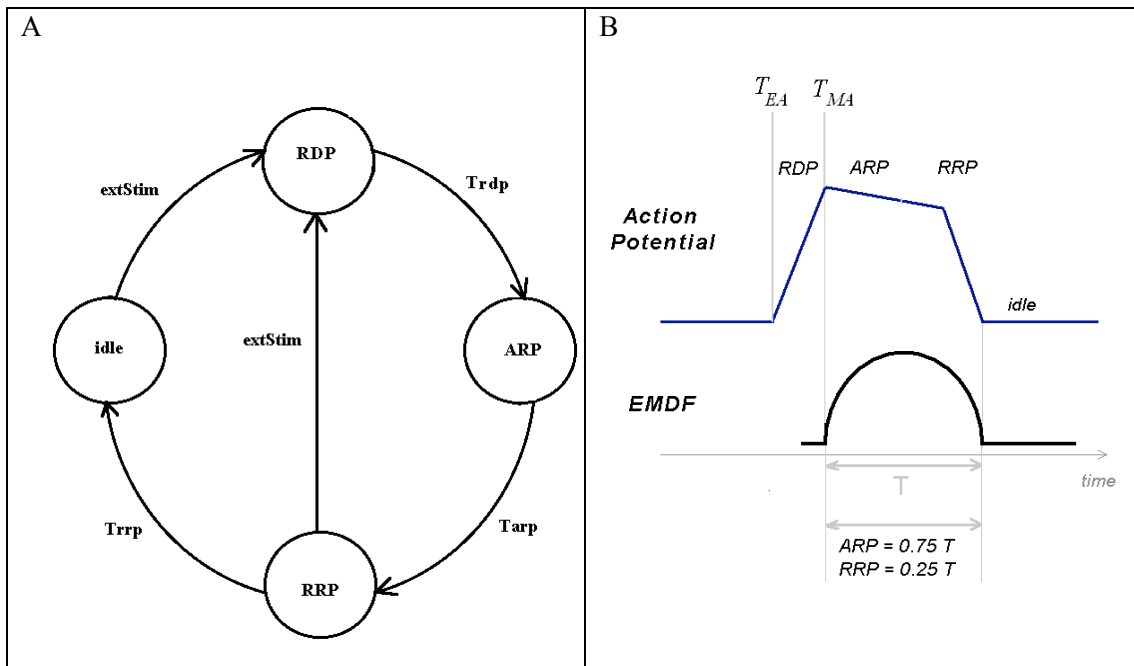 A
RDP
extStim
Trdp
idle
extStim
ARP
Trrp
Tarp
RRP
B
T_EA T_MA
RDP ARP RRP
Action
Potential
idle
EMDF
time
T
ARP = 0.75 T
RRP = 0.25 T